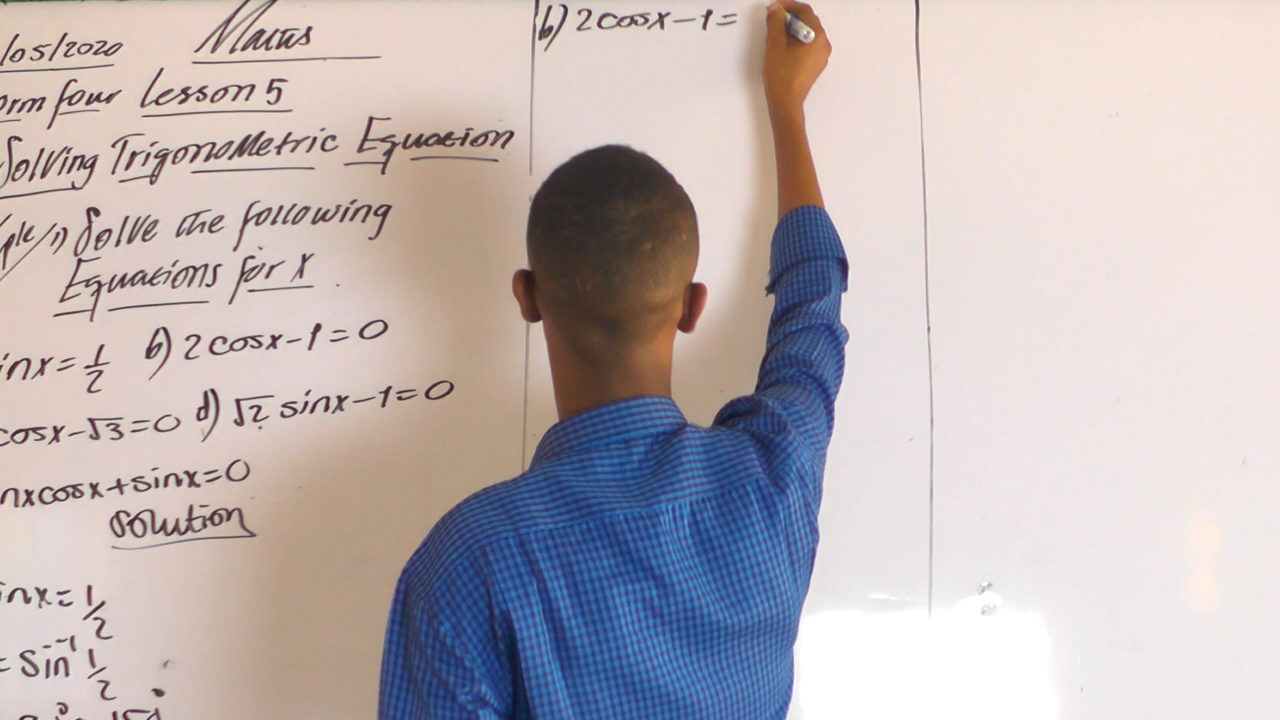 /05/2020 Maths
orm four lesson 5
Solving Trigonometric Equation
ple/1) Solve the following
Equations for x
inx = 1/2 b) 2cosx-1=0
cosx-√3=0 d) √2 sinx-1=0
nxcosx+sinx=0
solution
inx = 1/2
= sin⁻¹ 1/2
b) 2cosx-1=